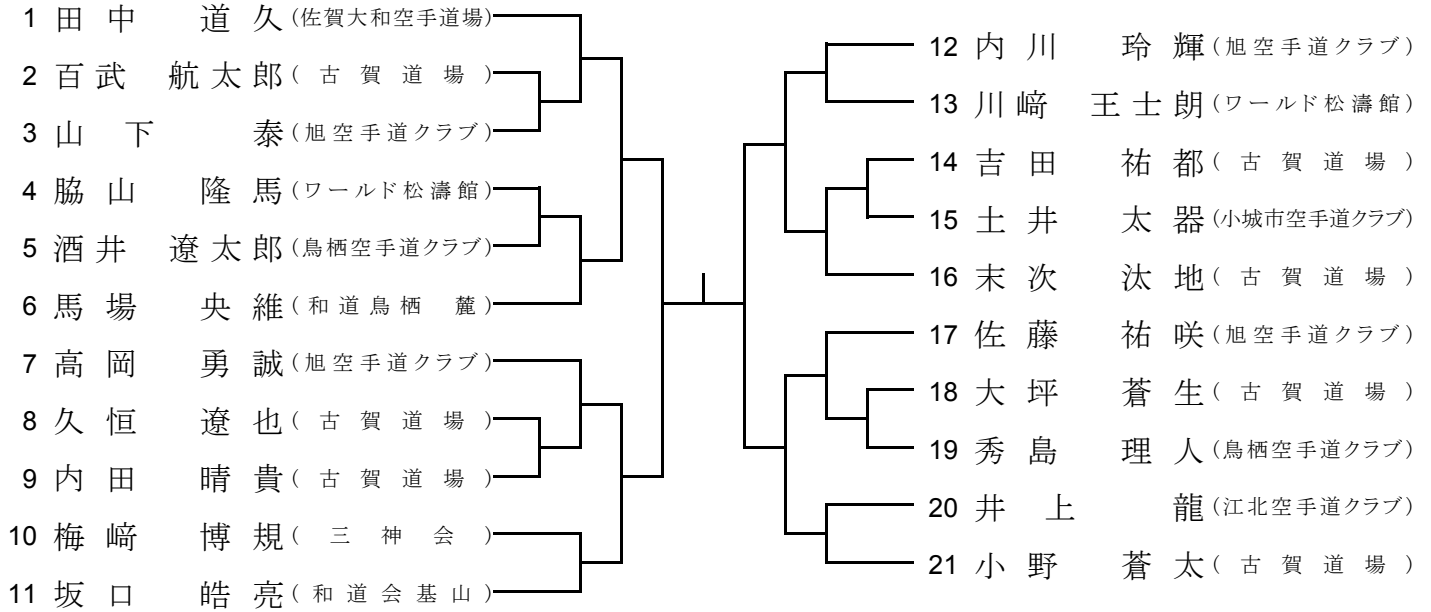 1 田中 道久 (佐賀大和空手道場)
2 百武 航太郎 (古賀道場)
3 山下 泰 (旭空手道クラブ)
4 脇山 隆馬 (ワールド松濤館)
5 酒井 遼太郎 (鳥栖空手道クラブ)
6 馬場 央維 (和道鳥栖 麓)
7 高岡 勇誠 (旭空手道クラブ)
8 久恒 遼也 (古賀道場)
9 内田 晴貴 (古賀道場)
10 梅﨑 博規 (三神会)
11 坂口 皓亮 (和道会基山)
12 内川 玲輝 (旭空手道クラブ)
13 川﨑 王士朗 (ワールド松濤館)
14 吉田 祐都 (古賀道場)
15 土井 太器 (小城市空手道クラブ)
16 末次 汰地 (古賀道場)
17 佐藤 祐咲 (旭空手道クラブ)
18 大坪 蒼生 (古賀道場)
19 秀島 理人 (鳥栖空手道クラブ)
20 井上 龍 (江北空手道クラブ)
21 小野 蒼太 (古賀道場)